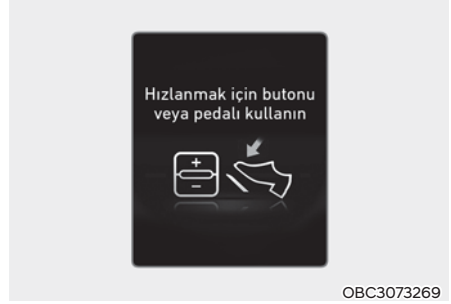 Hızlanmak için butonu
veya pedalı kullanın
+
−
OBC3073269